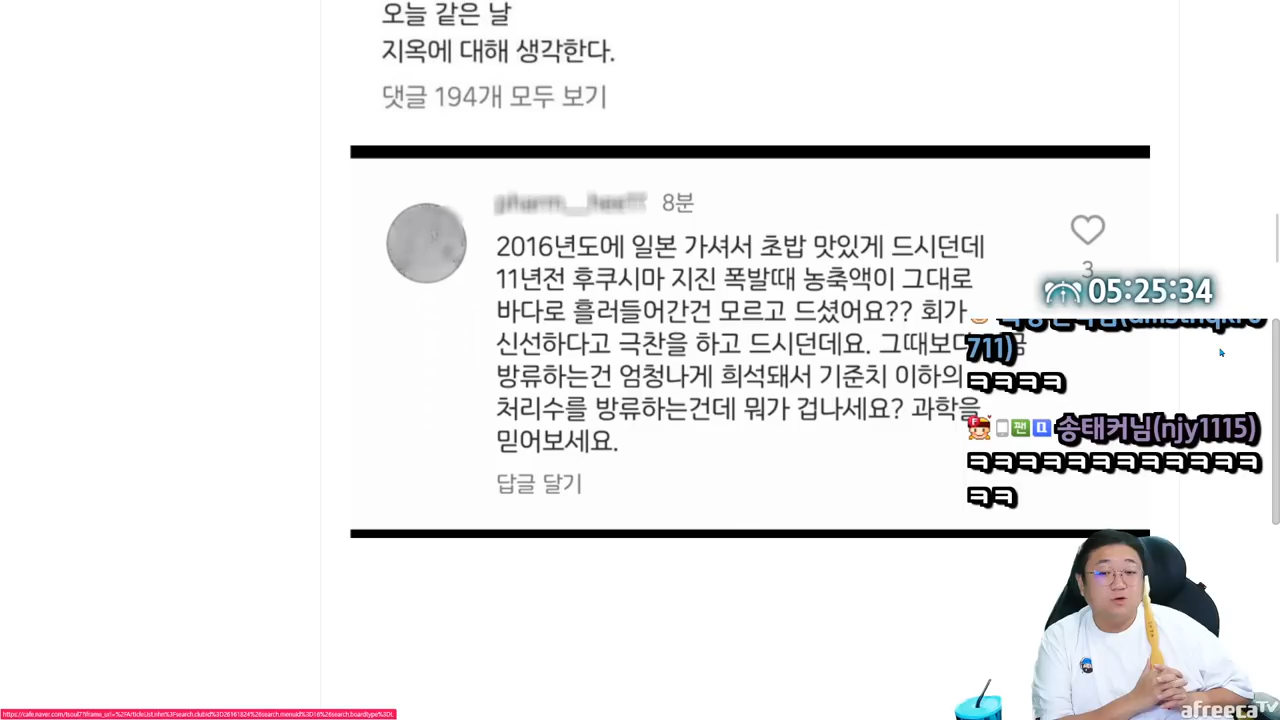 오늘 같은 날
지옥에 대해 생각한다.
댓글 194개 모두 보기
8분
2016년도에 일본 가셔서 초밥 맛있게 드시던데
11년전 후쿠시마 지진 폭발때 농축액이 그대로
바다로 흘러들어간건 모르고 드셨어요?? 회가
신선하다고 극찬을 하고 드시던데요. 그때보다
방류하는건 엄청나게 희석돼서 기준치 이하의
처리수를 방류하는건데 뭐가 겁나세요? 과학을
믿어보세요.
답글 달기
3
05:25:34
711)
ㅋㅋㅋㅋ
송태커님(njy1115)
ㅋㅋㅋㅋㅋㅋㅋㅋㅋㅋㅋㅋ
ㅋㅋ
afreecaTV